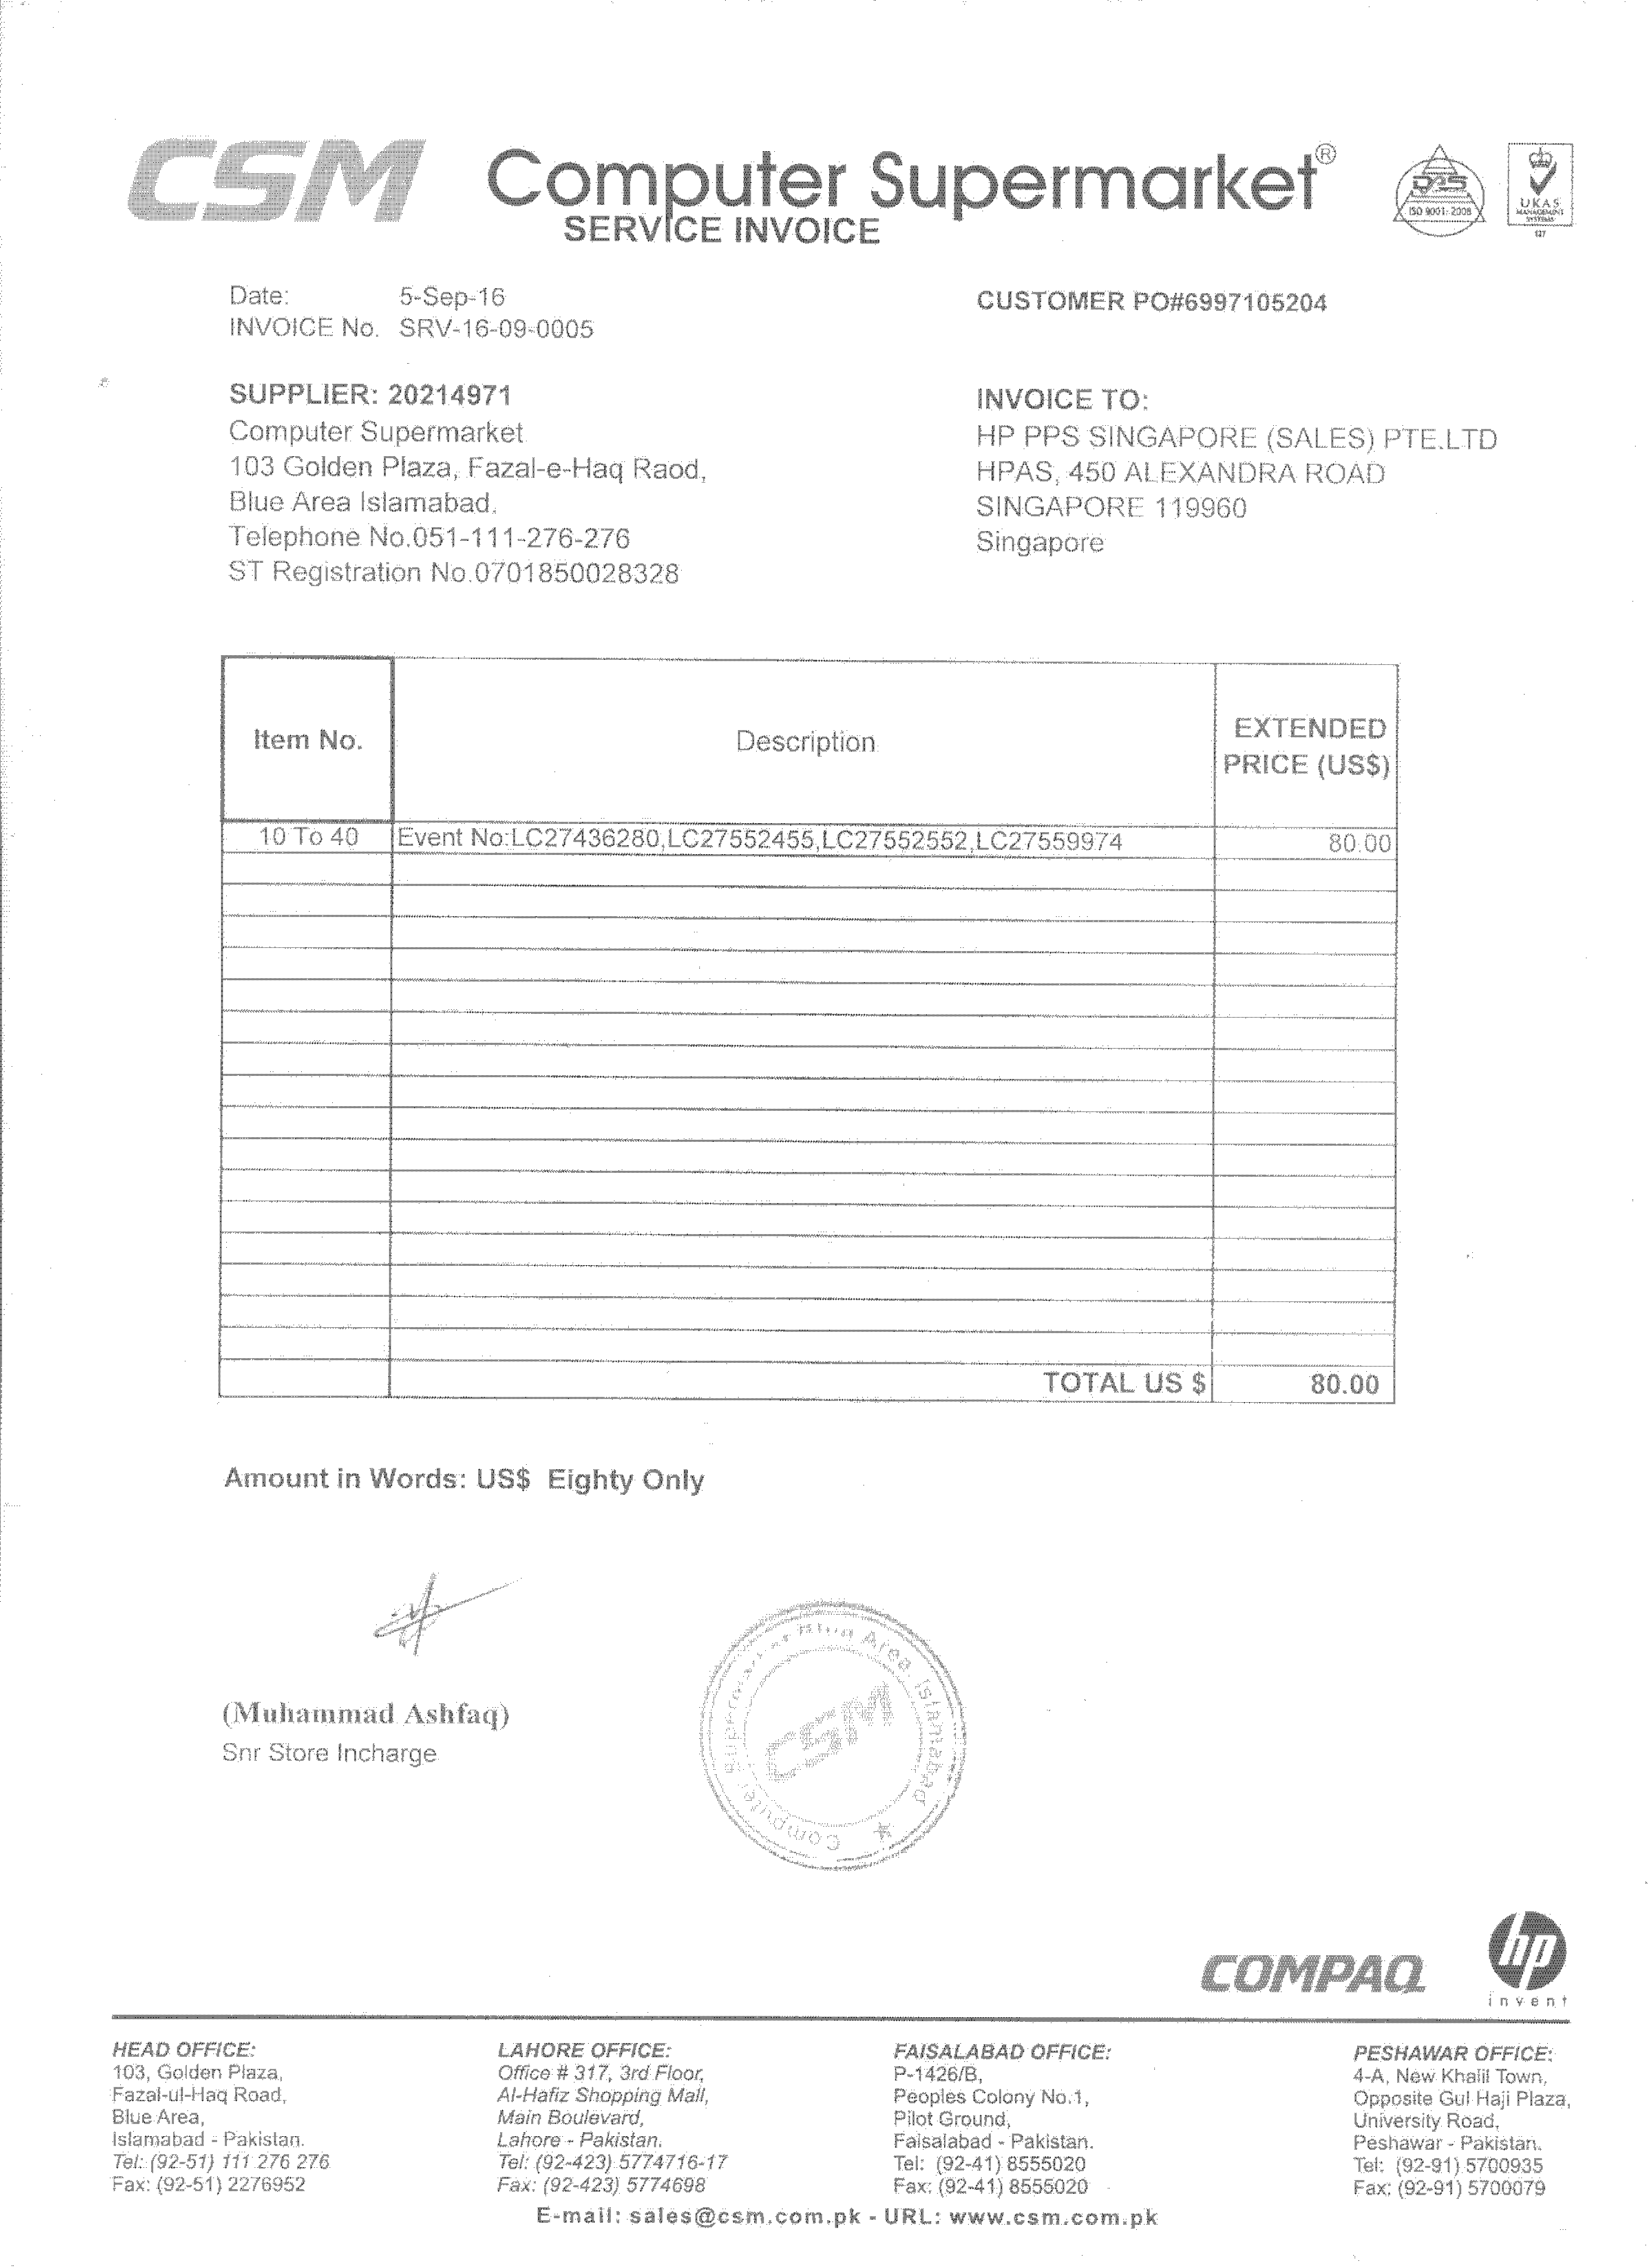 CSM Computer Supermarket®
SERVICE INVOICE
DAS
ISO 9001: 2008
UKAS
MANAGEMENT
SYSTEMS
127
Date: 5-Sep-16
INVOICE No. SRV-16-09-0005
CUSTOMER PO#6997105204
SUPPLIER: 20214971
Computer Supermarket
103 Golden Plaza, Fazal-e-Haq Raod,
Blue Area Islamabad,
Telephone No.051-111-276-276
ST Registration No.0701850028328
INVOICE TO:
HP PPS SINGAPORE (SALES) PTE.LTD
HPAS, 450 ALEXANDRA ROAD
SINGAPORE 119960
Singapore
Item No. Description EXTENDED
PRICE (US$)
10 To 40 Event No:LC27436280,LC27552455,LC27552552,LC27559974 80.00
TOTAL US $ 80.00
Amount in Words: US$ Eighty Only
(Muhammad Ashfaq)
Snr Store Incharge
Computer Supermarket Blue Area, Islamabad
CSM
COMPAQ
hp
invent
HEAD OFFICE:
103, Golden Plaza,
Fazal-ul-Haq Road,
Blue Area,
Islamabad - Pakistan.
Tel: (92-51) 111 276 276
Fax: (92-51) 2276952
LAHORE OFFICE:
Office # 317, 3rd Floor,
Al-Hafiz Shopping Mall,
Main Boulevard,
Lahore - Pakistan.
Tel: (92-423) 5774716-17
Fax: (92-423) 5774698
FAISALABAD OFFICE:
P-1426/B,
Peoples Colony No.1,
Pilot Ground,
Faisalabad - Pakistan.
Tel: (92-41) 8555020
Fax: (92-41) 8555020
PESHAWAR OFFICE:
4-A, New Khalil Town,
Opposite Gul Haji Plaza,
University Road,
Peshawar - Pakistan.
Tel: (92-91) 5700935
Fax: (92-91) 5700079
E-mail: sales@csm.com.pk - URL: www.csm.com.pk